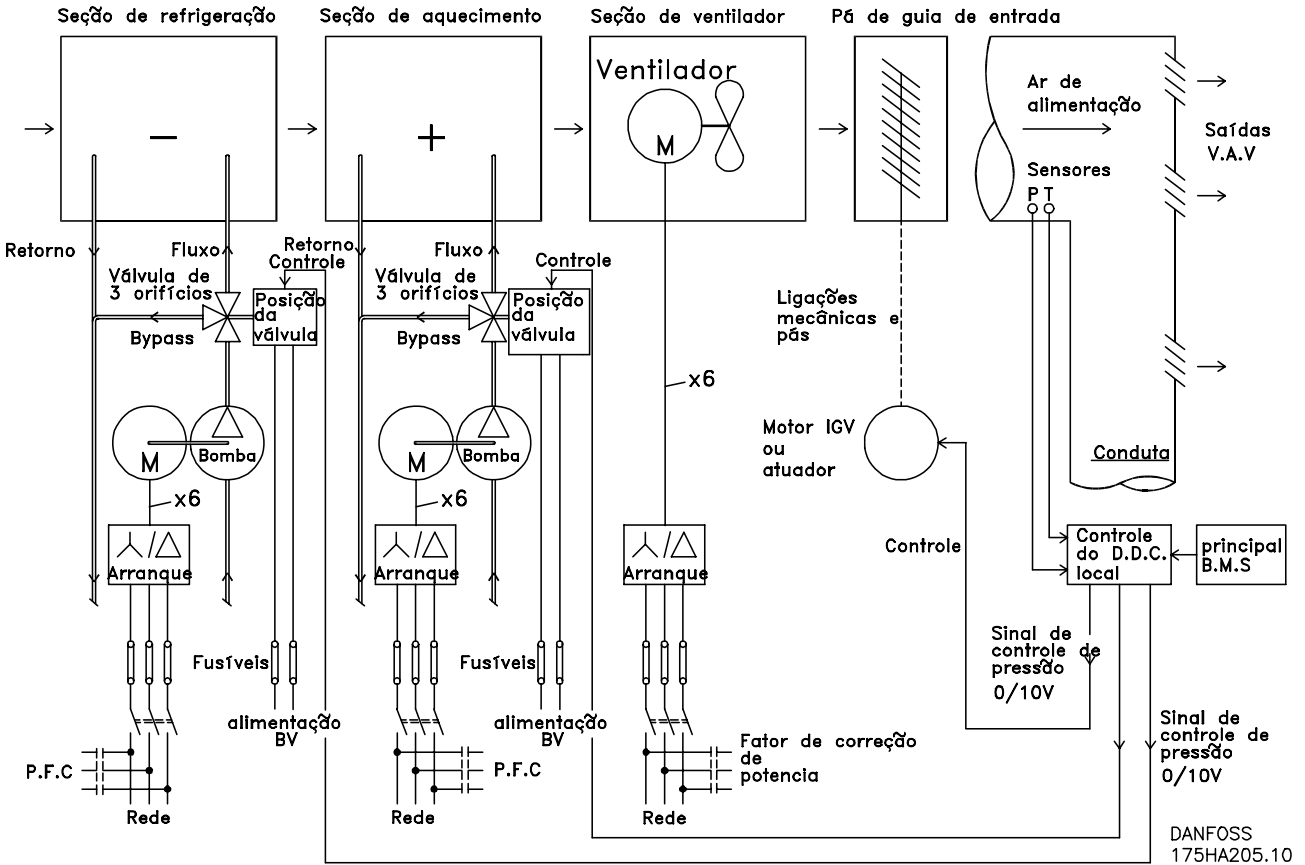 Seção de refrigeração
Seção de aquecimento
Seção de ventilador
Pá de guia de entrada
Ventilador
M
−
+
Ar de
alimentação
Saídas
V.A.V
Sensores
P T
Retorno
Fluxo
Retorno
Controle
Fluxo
Controle
Válvula de
3 orifícios
Posição
da
válvula
Bypass
Válvula de
3 orifícios
Posição
da
válvula
Bypass
Ligações
mecânicas e
pás
x6
M
Bomba
M
Bomba
Motor IGV
ou
atuador
Conduta
x6
x6
Arranque
Arranque
Arranque
Controle
Controle
do D.D.C.
local
principal
B.M.S
Fusíveis
Fusíveis
Sinal de
controle de
pressão
0/10V
alimentação
BV
alimentação
BV
Sinal de
controle de
pressão
0/10V
P.F.C
P.F.C
Fator de correção
de
potencia
Rede
Rede
Rede
DANFOSS
175HA205.10